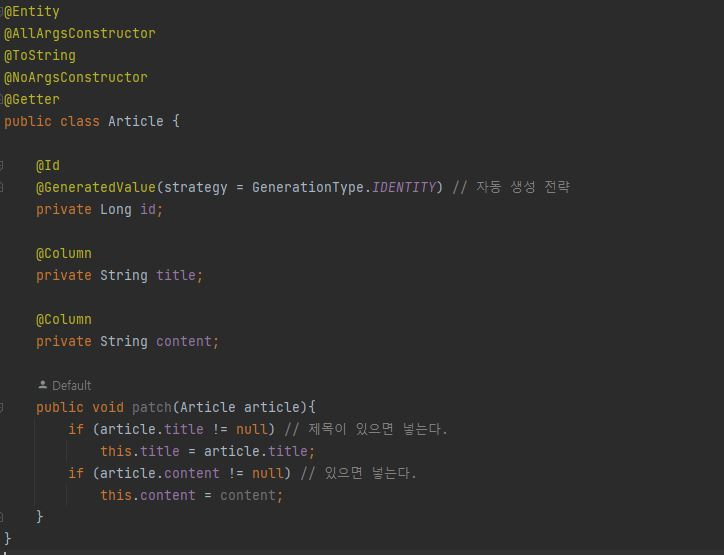 @Entity
@AllArgsConstructor
@ToString
@NoArgsConstructor
@Getter
public class Article {
@Id
@GeneratedValue(strategy = GenerationType.IDENTITY) // 자동 생성 전략
private Long id;
@Column
private String title;
@Column
private String content;
Default
public void patch(Article article){
if (article.title != null) // 제목이 있으면 넣는다.
this.title = article.title;
if (article.content != null) // 있으면 넣는다.
this.content = content;
}
}